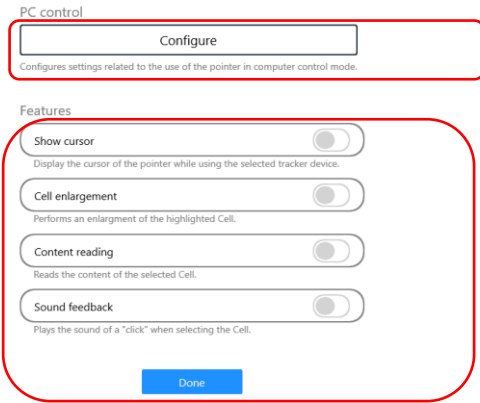 PC control
Configure
Configures settings related to the use of the pointer in computer control mode.
Features
Show cursor
Display the cursor of the pointer while using the selected tracker device.
Cell enlargement
Performs an enlargment of the highlighted Cell.
Content reading
Reads the content of the selected Cell.
Sound feedback
Plays the sound of a "click" when selecting the Cell.
Done